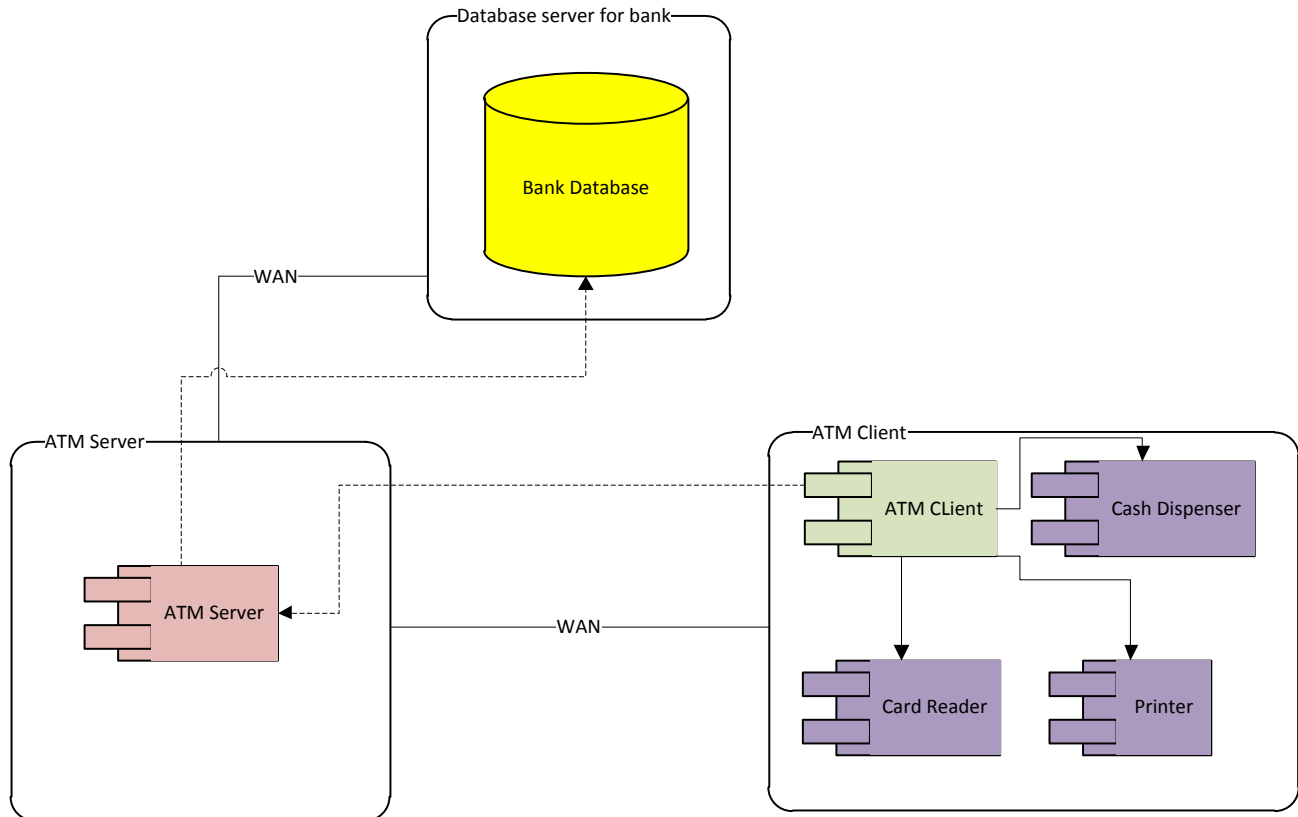 Database server for bank
Bank Database
WAN
ATM Server
ATM Client
ATM CLient
Cash Dispenser
ATM Server
WAN
Card Reader
Printer